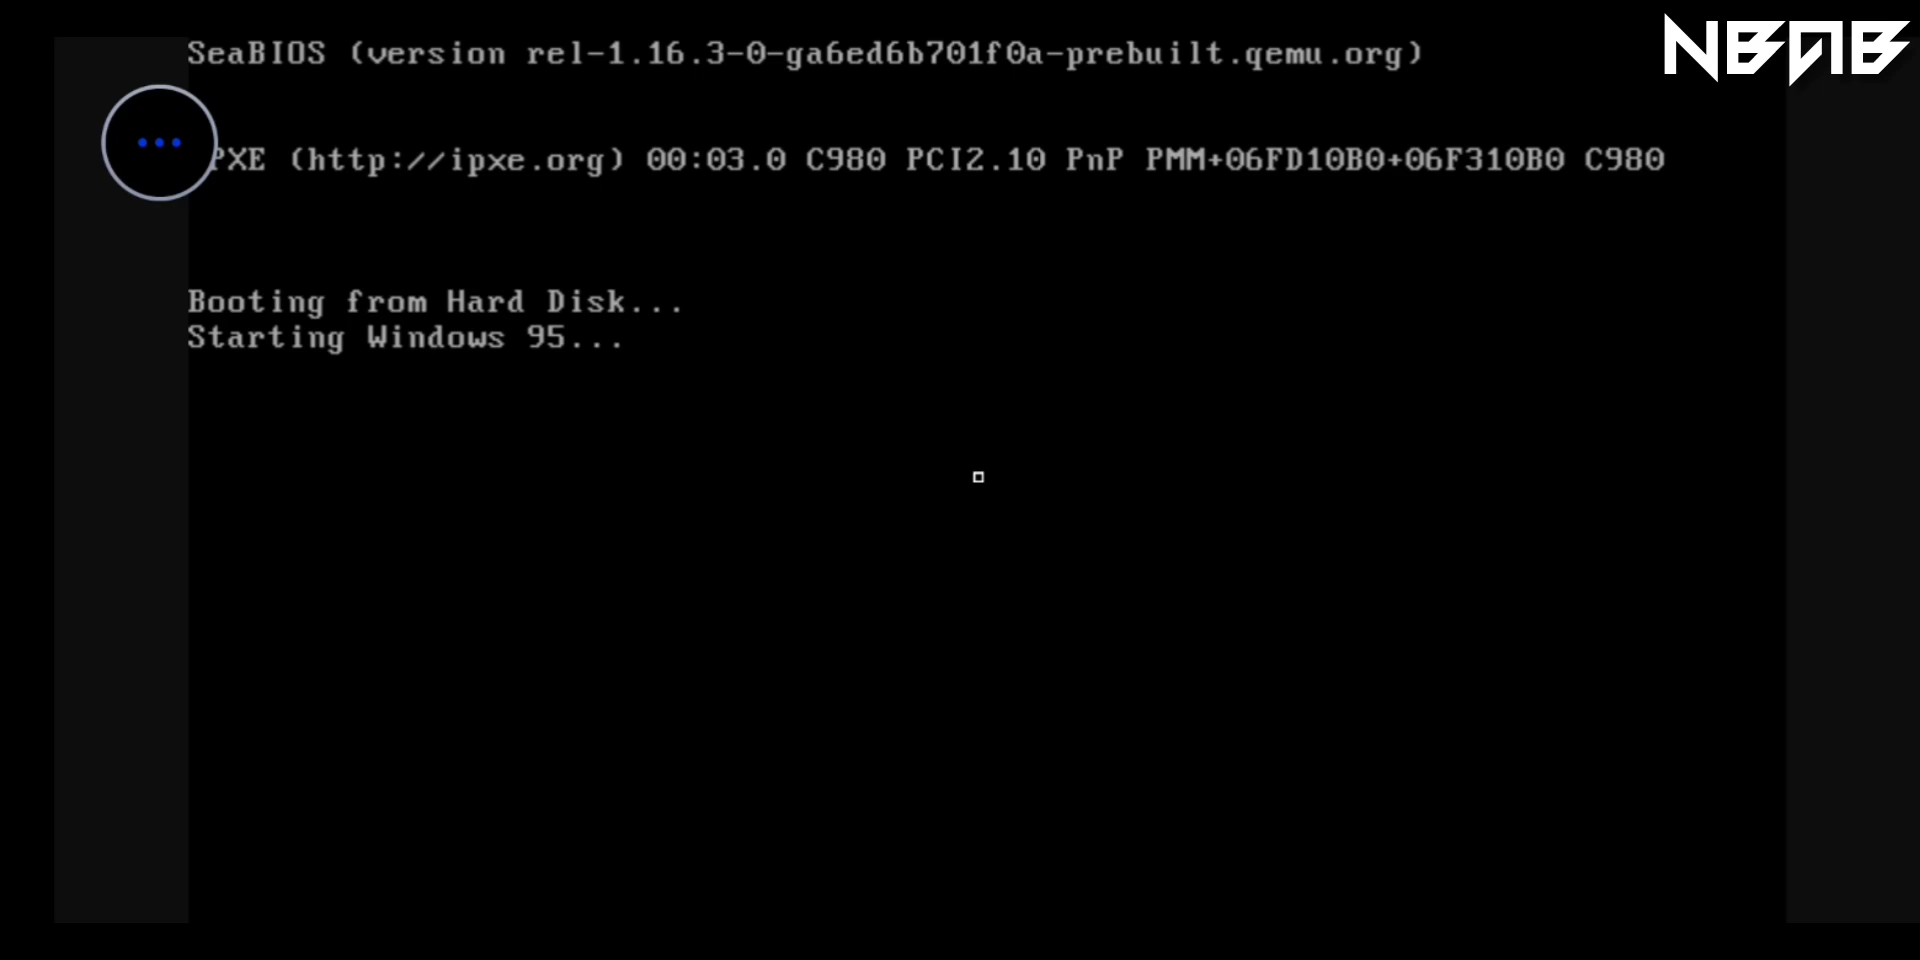 SeaBIOS (version rel-1.16.3-0-ga6ed6b701f0a-prebuilt.qemu.org)
PXE (http://ipxe.org) 00:03.0 C980 PCI2.10 PnP PMM+06FD10B0+06F310B0 C980
Booting from Hard Disk...
Starting Windows 95...